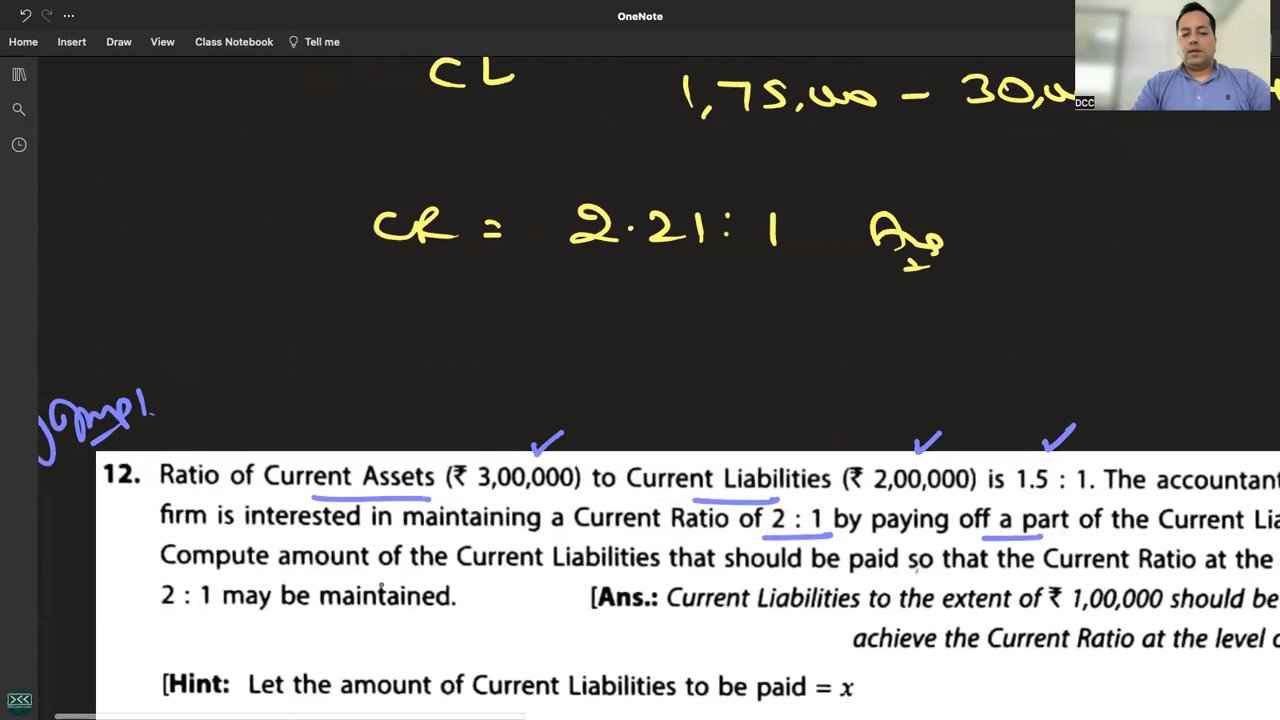 OneNote
Home Insert Draw View Class Notebook Tell me
DCC
CL
1,75,000 - 30,00
CR = 2.21 : 1 Ans
Imp1.
12. Ratio of Current Assets (₹ 3,00,000) to Current Liabilities (₹ 2,00,000) is 1.5 : 1. The accountant
firm is interested in maintaining a Current Ratio of 2 : 1 by paying off a part of the Current Lia
Compute amount of the Current Liabilities that should be paid so that the Current Ratio at the
2 : 1 may be maintained. [Ans.: Current Liabilities to the extent of ₹ 1,00,000 should be
achieve the Current Ratio at the level o
[Hint: Let the amount of Current Liabilities to be paid = x
DCC